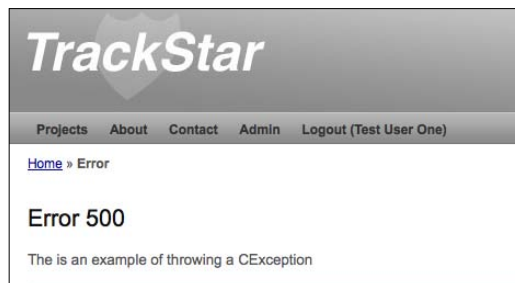 TrackStar
Projects About Contact Admin Logout (Test User One)
Home » Error
Error 500
The is an example of throwing a CException